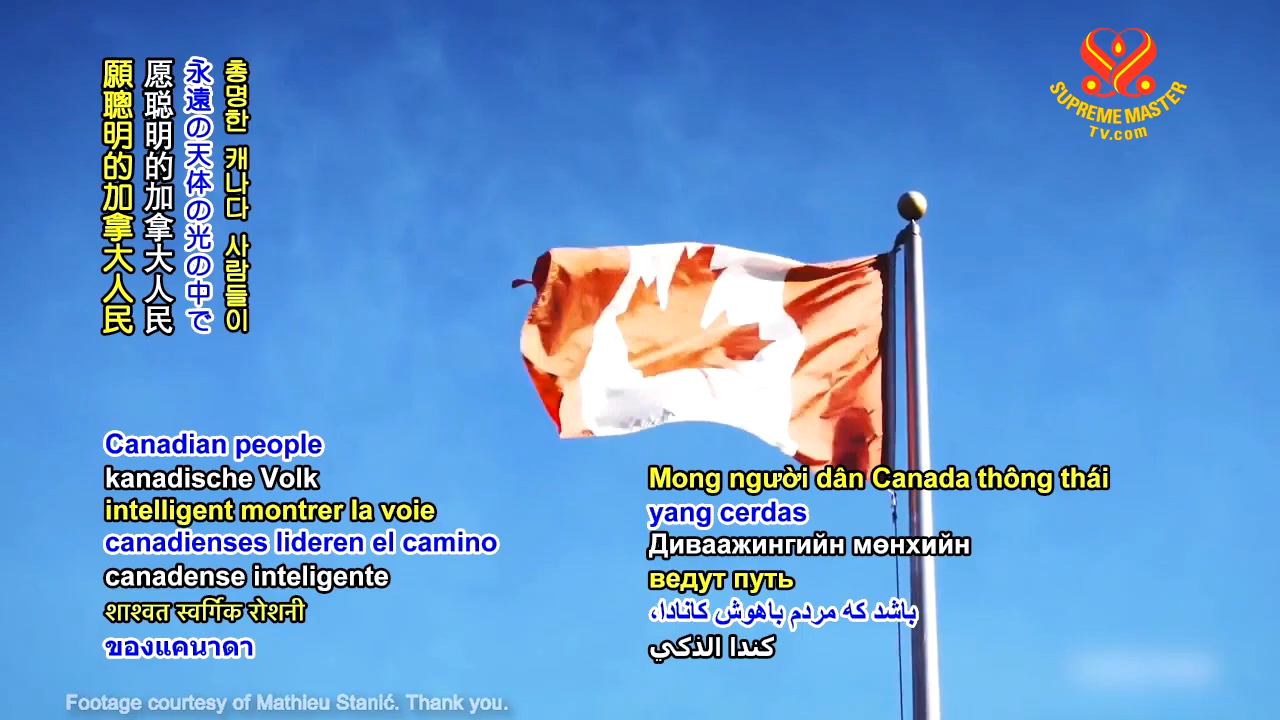 願聰明的加拿大人民
愿聪明的加拿大人民
永遠の天体の光の中で
총명한 캐나다 사람들이
SUPREME MASTER
TV.com
Canadian people
kanadische Volk
intelligent montrer la voie
canadienses lideren el camino
canadense inteligente
शाश्वत स्वर्गिक रोशनी
ของแคนาดา
Mong người dân Canada thông thái
yang cerdas
Диваажингийн мөнхийн
ведут путь
باشد که مردم باهوش کانادا،
كندا الذكي
Footage courtesy of Mathieu Stanić. Thank you.